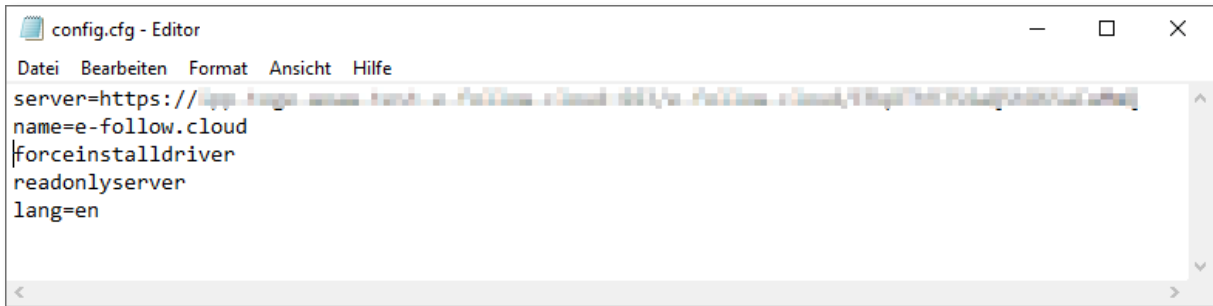 config.cfg - Editor
Datei Bearbeiten Format Ansicht Hilfe
server=https://
name=e-follow.cloud
forceinstalldriver
readonlyserver
lang=en